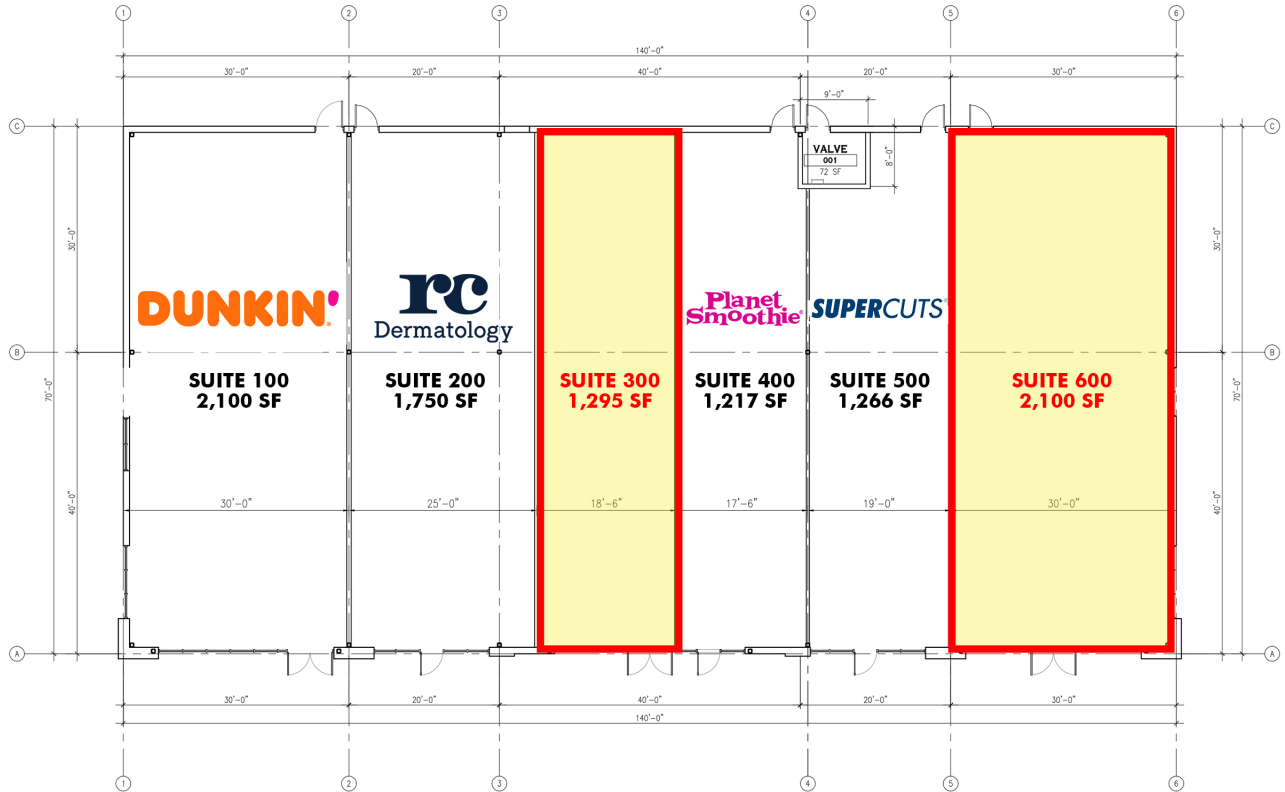 1 2 3 4 5 6
140'-0"
30'-0" 20'-0" 40'-0" 20'-0" 30'-0"
9'-0"
C C
VALVE
001
72 SF
8'-0"
30'-0" 30'-0"
DUNKIN'
rc
Dermatology
Planet
Smoothie®
SUPERCUTS®
B B
SUITE 100
2,100 SF
SUITE 200
1,750 SF
SUITE 300
1,295 SF
SUITE 400
1,217 SF
SUITE 500
1,266 SF
SUITE 600
2,100 SF
70'-0" 70'-0"
40'-0" 40'-0"
30'-0" 25'-0" 18'-6" 17'-6" 19'-0" 30'-0"
A A
30'-0" 20'-0" 40'-0" 20'-0" 30'-0"
140'-0"
1 2 3 4 5 6